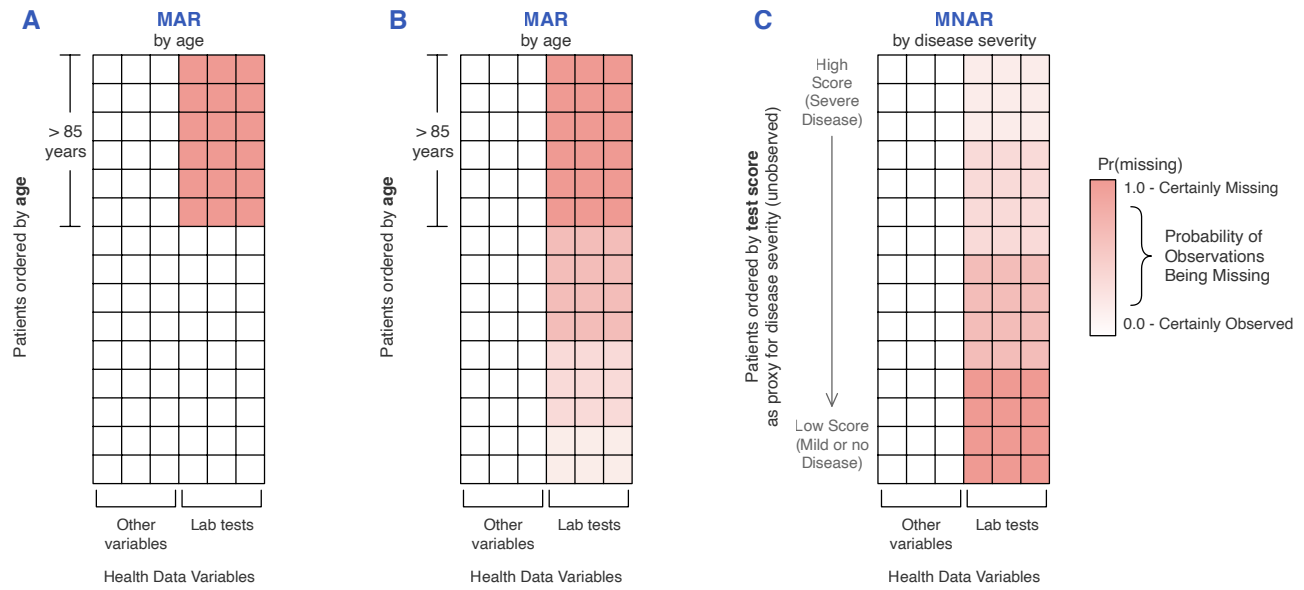 A
MAR
by age
> 85
years
Patients ordered by age
Other
variables
Lab tests
Health Data Variables
B
MAR
by age
> 85
years
Patients ordered by age
Other
variables
Lab tests
Health Data Variables
C
MNAR
by disease severity
Patients ordered by test score
as proxy for disease severity (unobserved)
High
Score
(Severe
Disease)
Low Score
(Mild or no
Disease)
Other
variables
Lab tests
Health Data Variables
Pr(missing)
1.0 - Certainly Missing
Probability of
Observations
Being Missing
0.0 - Certainly Observed